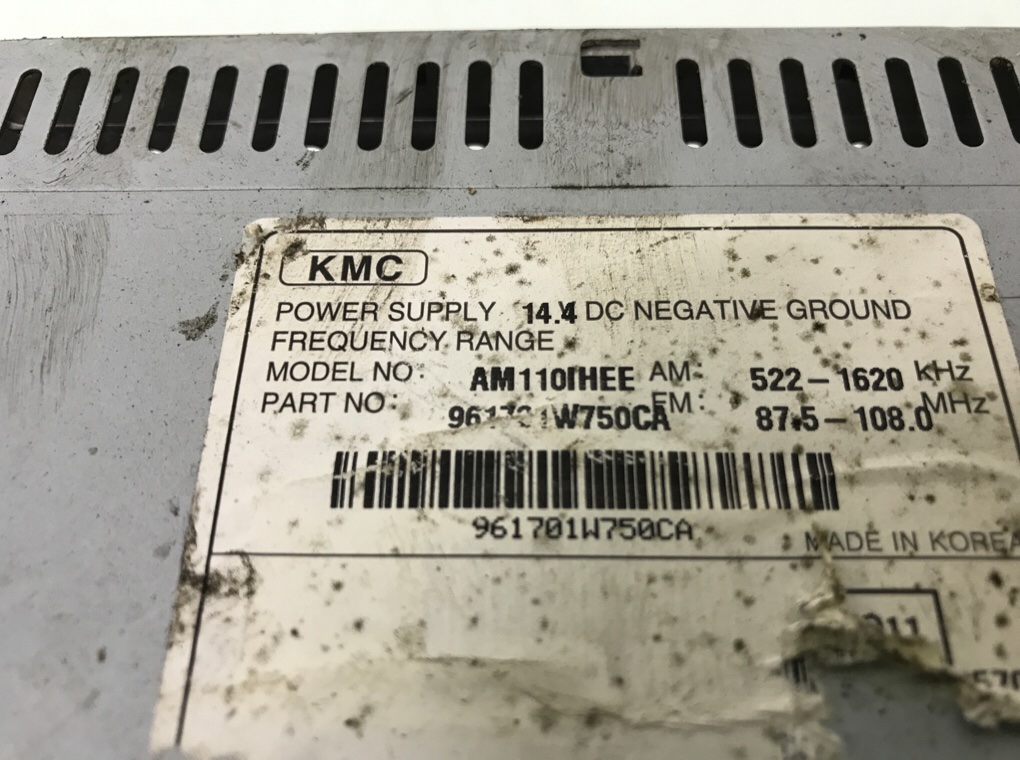 KMC
POWER SUPPLY 14.4 DC NEGATIVE GROUND
FREQUENCY RANGE
MODEL NO: AM110IHEE AM: 522-1620 kHz
PART NO: 961701W750CA FM: 87.5-108.0 MHz
961701W750CA
MADE IN KOREA